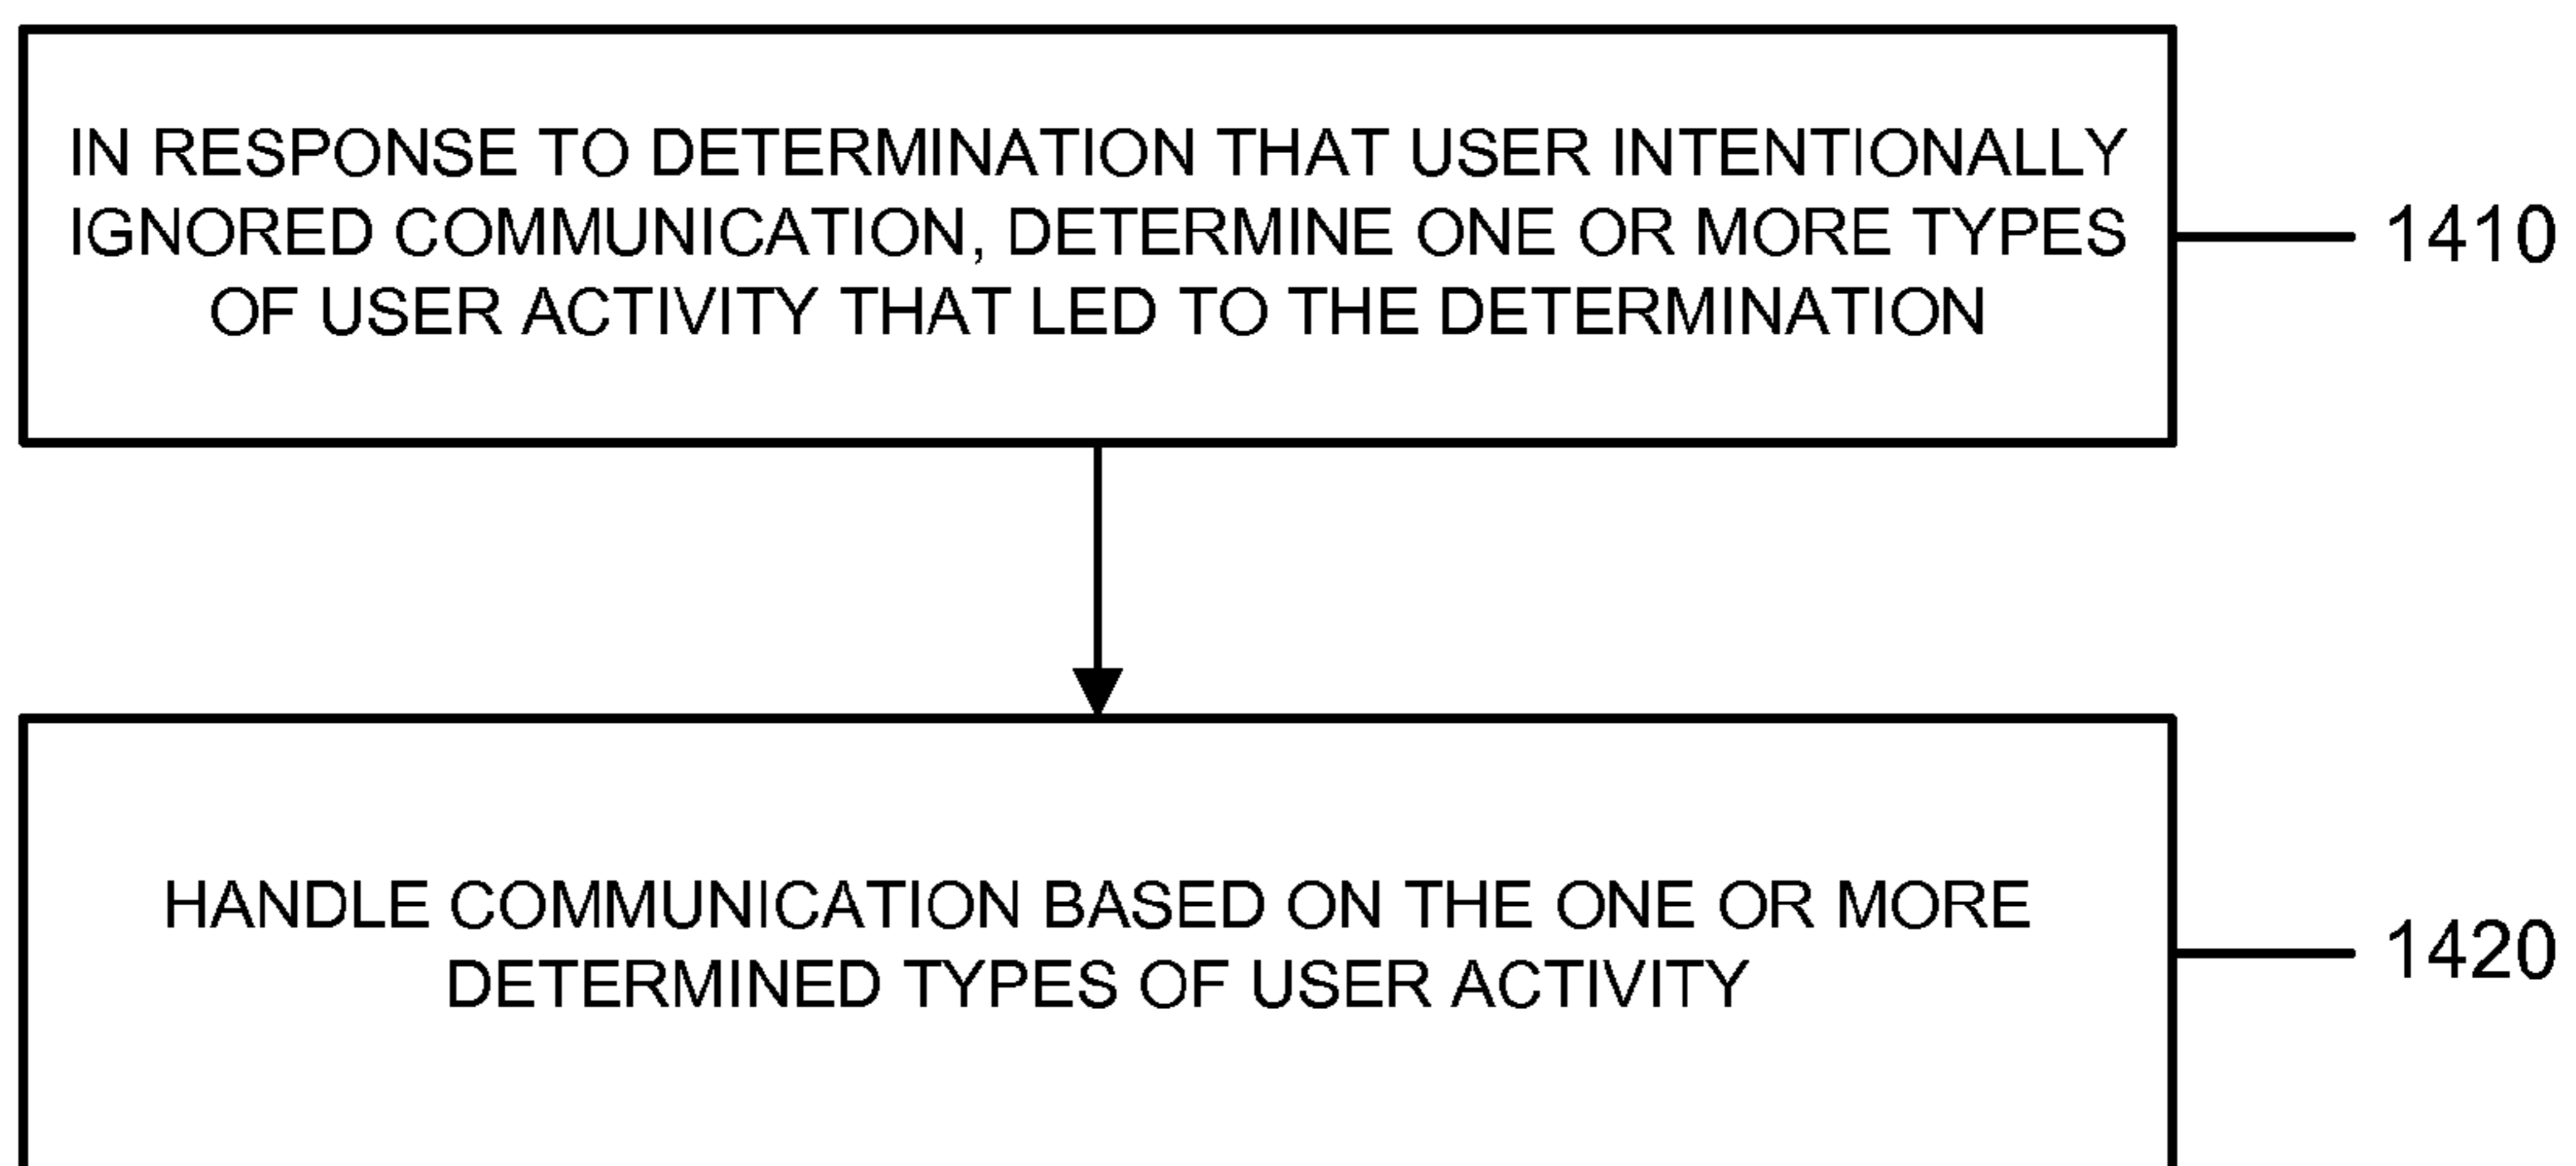 IN RESPONSE TO DETERMINATION THAT USER INTENTIONALLY
IGNORED COMMUNICATION, DETERMINE ONE OR MORE TYPES
OF USER ACTIVITY THAT LED TO THE DETERMINATION
1410
HANDLE COMMUNICATION BASED ON THE ONE OR MORE
DETERMINED TYPES OF USER ACTIVITY
1420